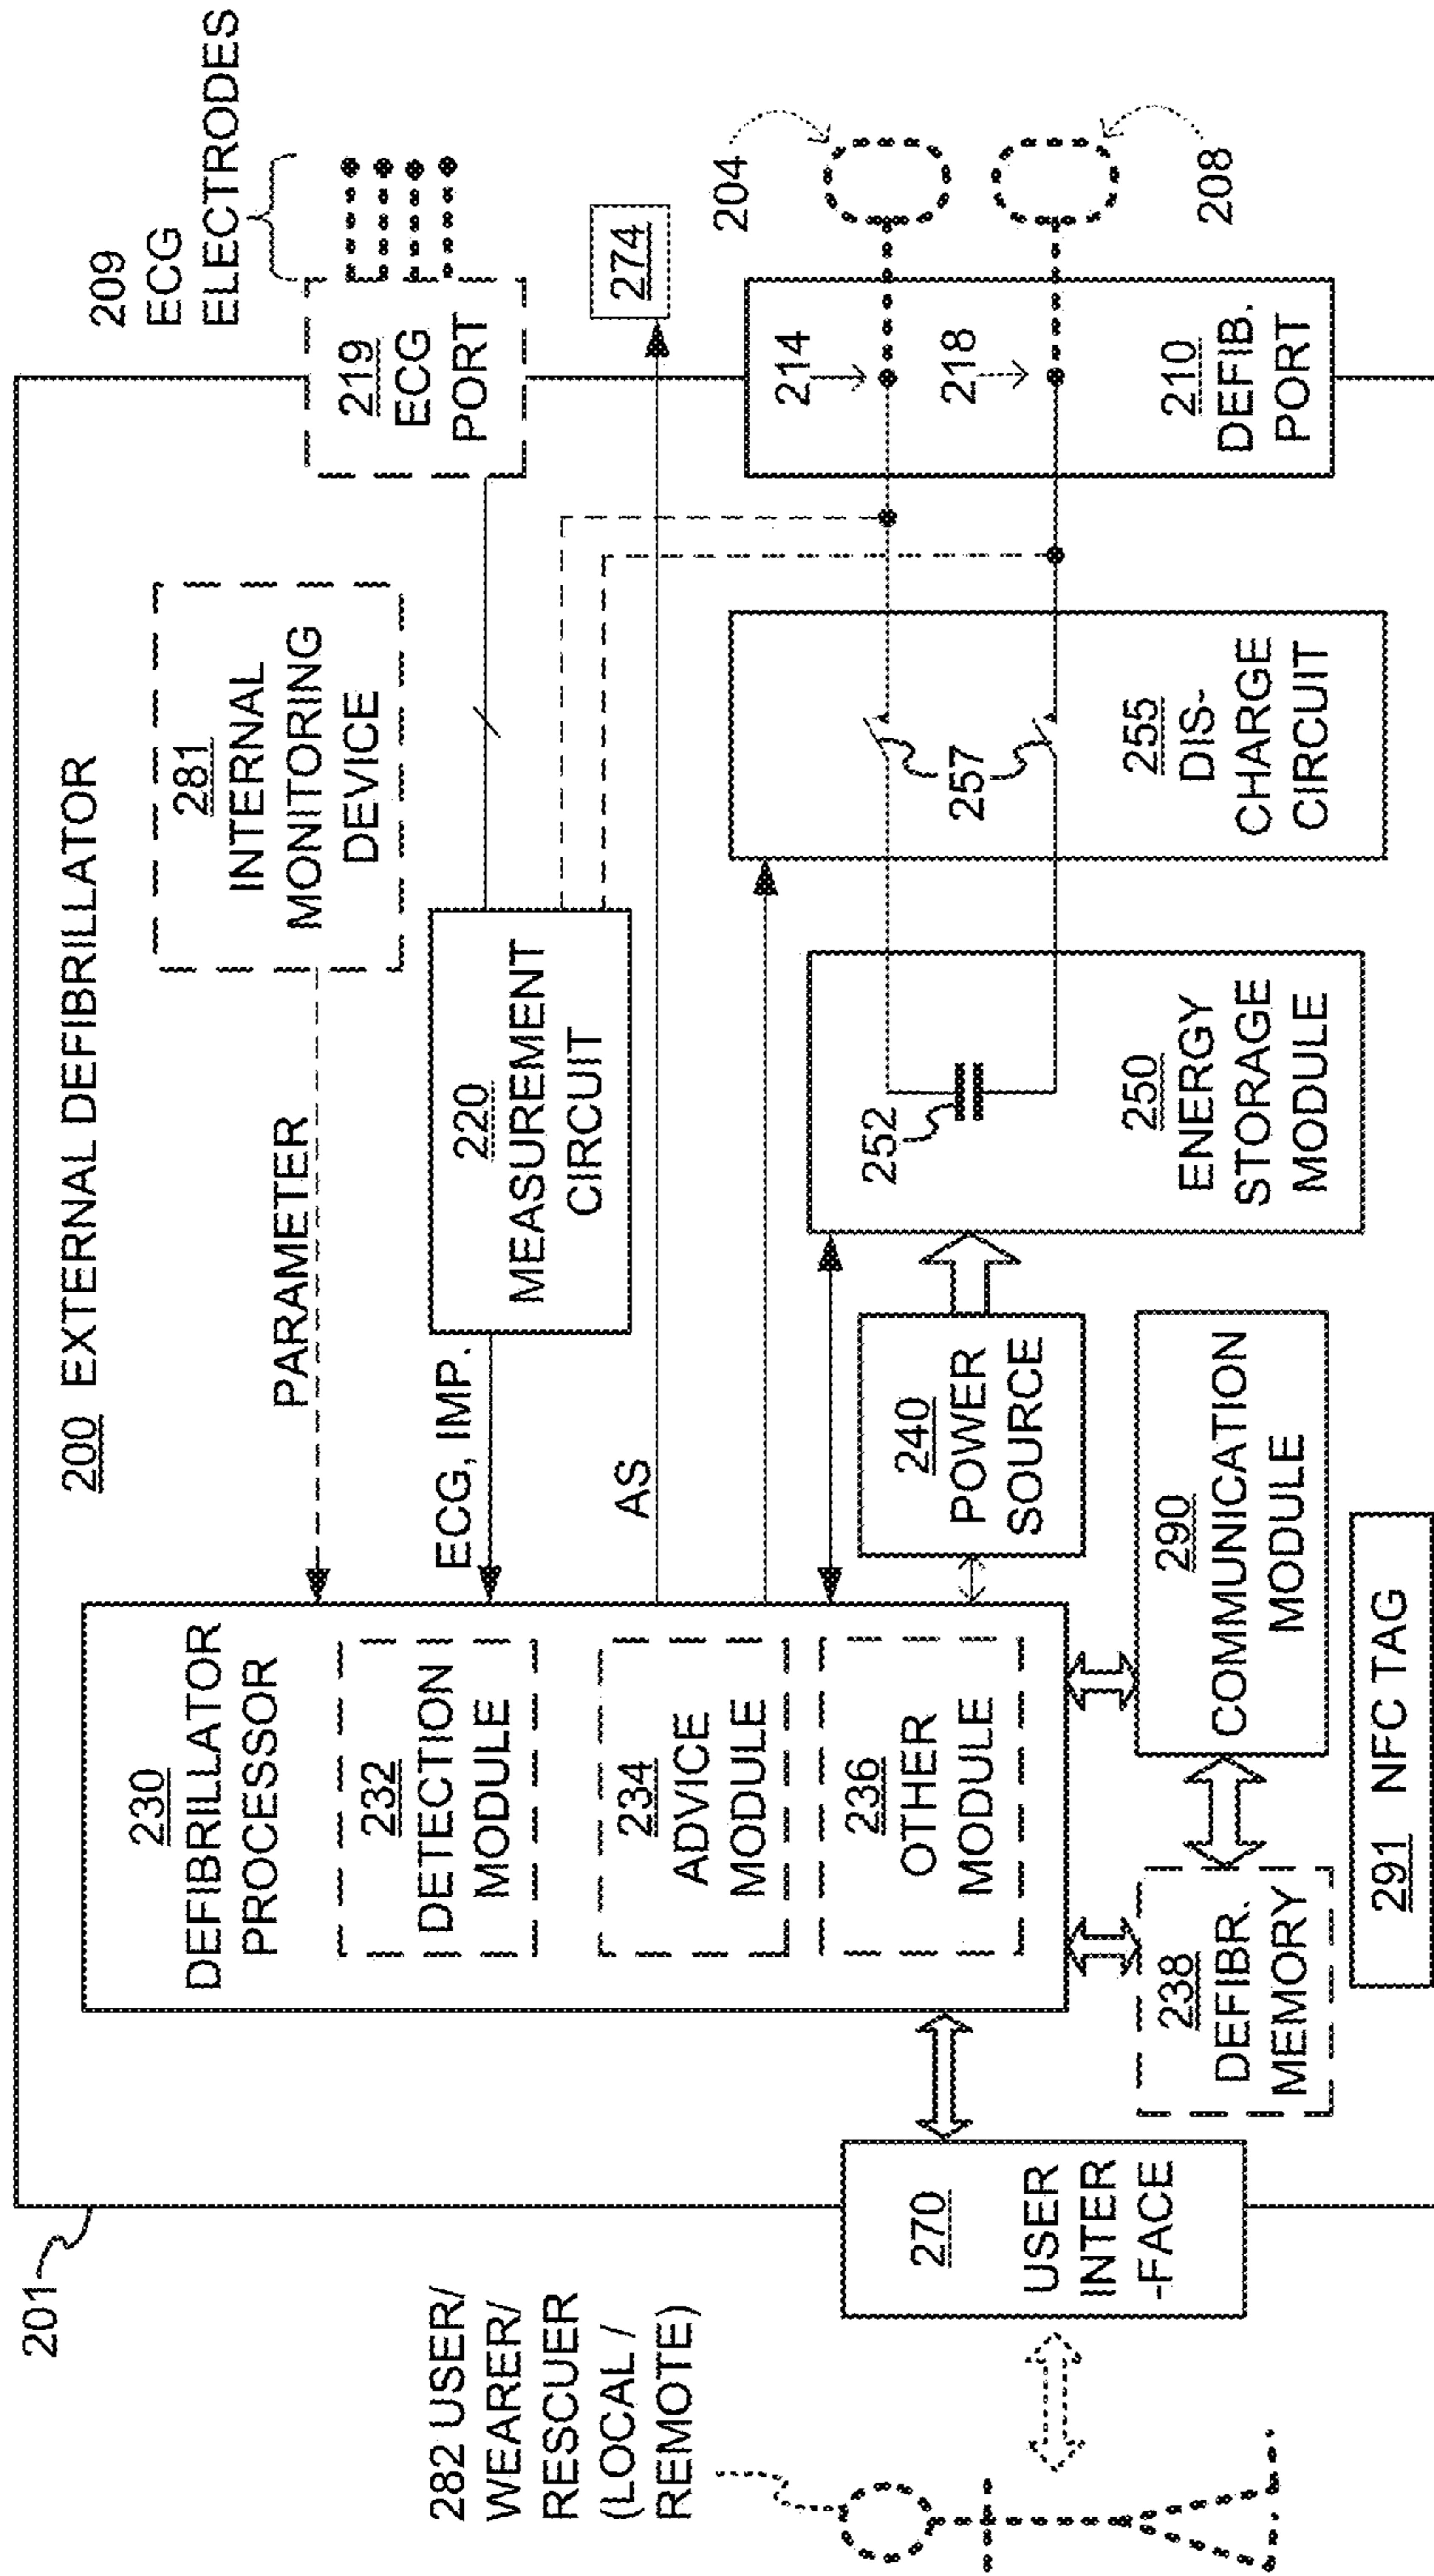 200 EXTERNAL DEFIBRILLATOR
201
209
ECG
ELECTRODES
219
ECG
PORT
281
INTERNAL
MONITORING
DEVICE
PARAMETER
230
DEFIBRILLATOR
PROCESSOR
232
DETECTION
MODULE
234
ADVICE
MODULE
236
OTHER
MODULE
ECG, IMP.
220
MEASUREMENT
CIRCUIT
AS
274
282 USER/
WEARER/
RESCUER
(LOCAL /
REMOTE)
270
USER
INTER
-FACE
238
DEFIBR.
MEMORY
290
COMMUNICATION
MODULE
291 NFC TAG
240
POWER
SOURCE
252
250
ENERGY
STORAGE
MODULE
257
255
DIS-
CHARGE
CIRCUIT
214
218
210
DEFIB.
PORT
204
208